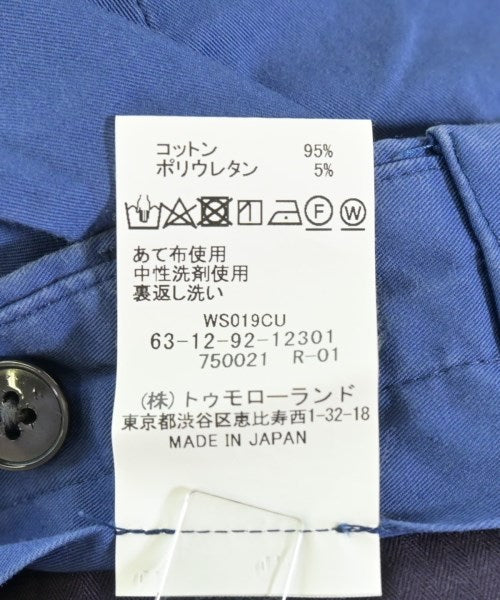 コットン 95%
ポリウレタン 5%
F W
あて布使用
中性洗剤使用
裏返し洗い
WS019CU
63-12-92-12301
750021 R-01
(株)トゥモローランド
東京都渋谷区恵比寿西1-32-18
MADE IN JAPAN